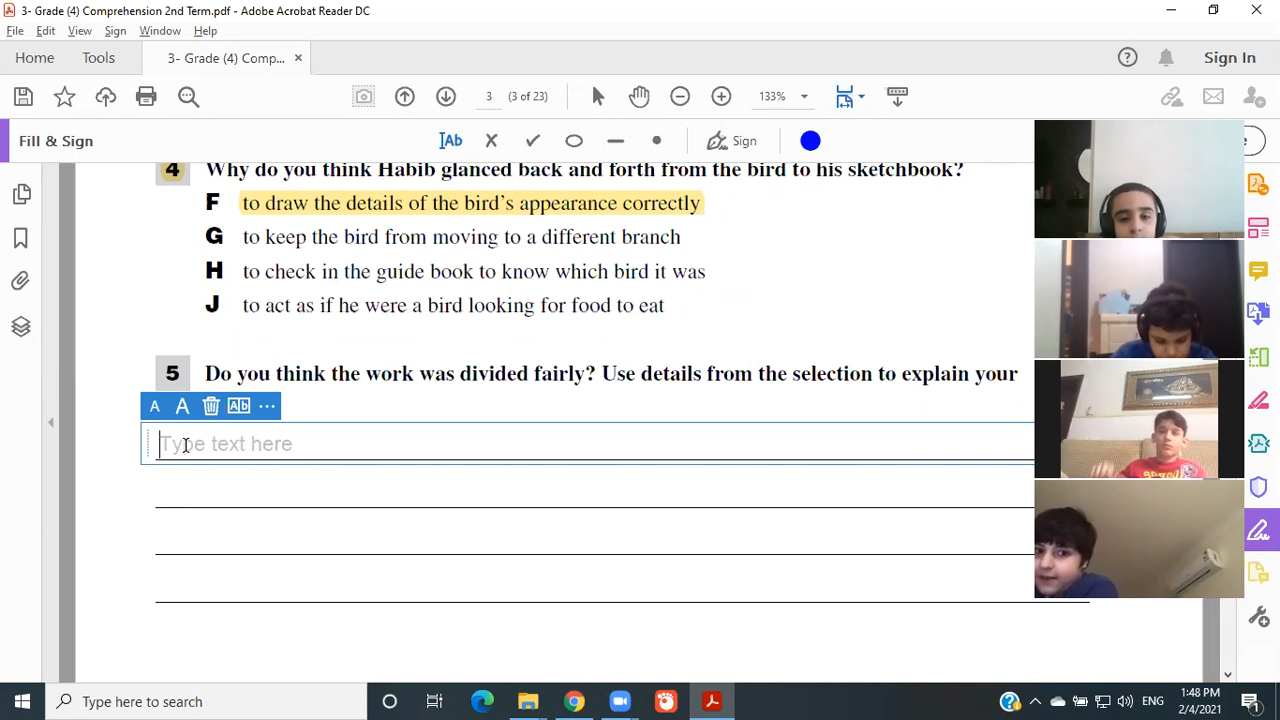 3- Grade (4) Comprehension 2nd Term.pdf - Adobe Acrobat Reader DC
File Edit View Sign Window Help
Home Tools 3- Grade (4) Comp... × Sign In
3 (3 of 23) 133%
Fill & Sign Ab Sign
4 Why do you think Habib glanced back and forth from the bird to his sketchbook?
F to draw the details of the bird's appearance correctly
G to keep the bird from moving to a different branch
H to check in the guide book to know which bird it was
J to act as if he were a bird looking for food to eat
5 Do you think the work was divided fairly? Use details from the selection to explain your
A A Ab
Type text here
Type here to search ENG 1:48 PM
2/4/2021